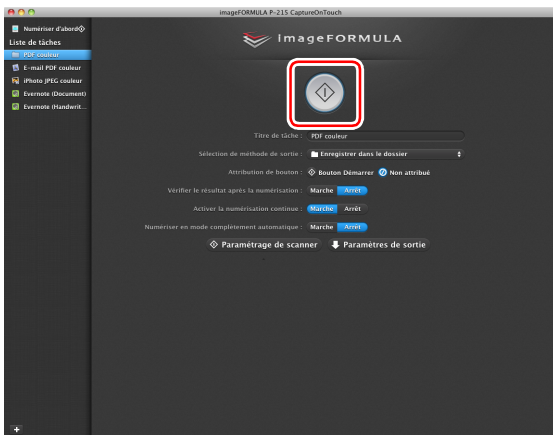 imageFORMULA P-215 CaptureOnTouch
Numériser d'abord
Liste de tâches
PDF couleur
E-mail PDF couleur
iPhoto JPEG couleur
Evernote (Document)
Evernote (Handwrit...
imageFORMULA
Titre de tâche : PDF couleur
Sélection de méthode de sortie : Enregistrer dans le dossier
Attribution de bouton : Bouton Démarrer Non attribué
Vérifier le résultat après la numérisation : Marche Arrêt
Activer la numérisation continue : Marche Arrêt
Numériser en mode complètement automatique : Marche Arrêt
Paramétrage de scanner Paramètres de sortie